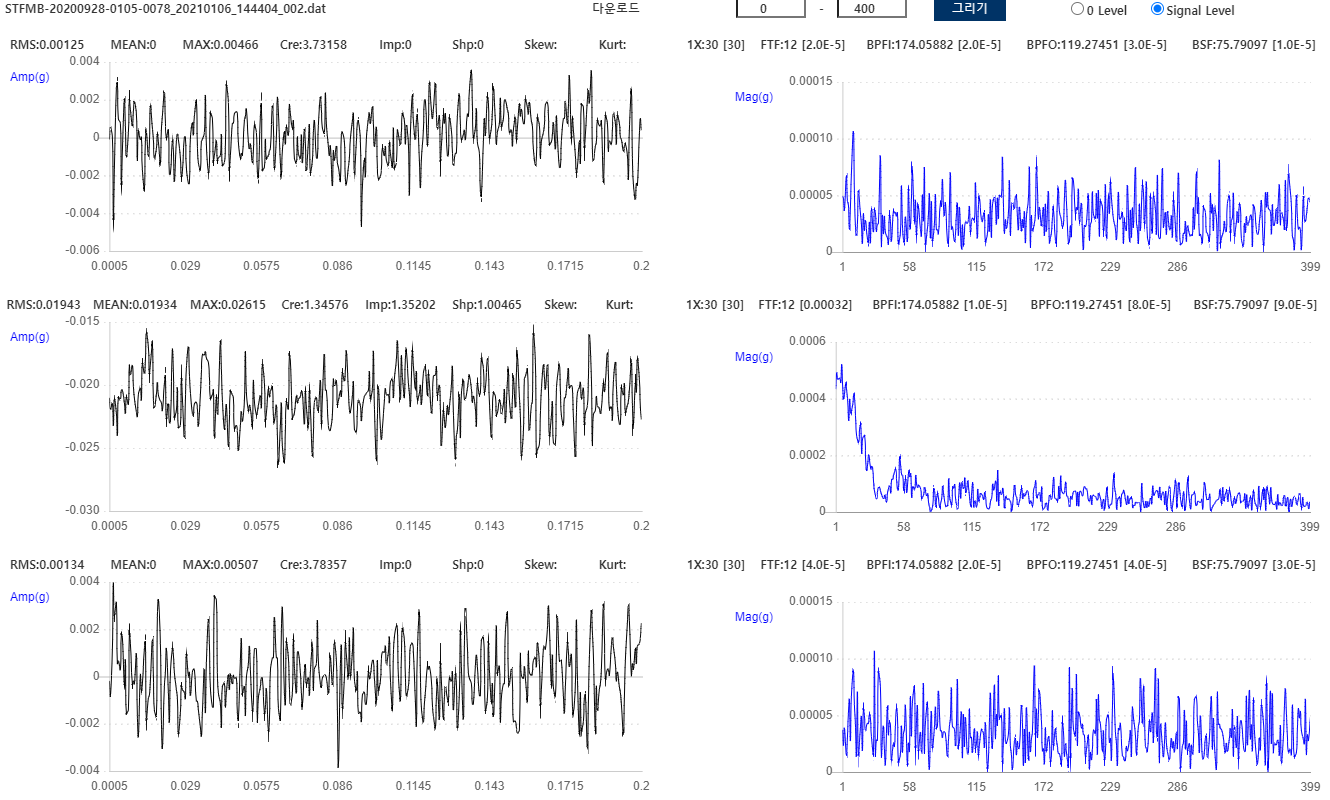 STFMB-20200928-0105-0078_20210106_144404_002.dat 다운로드 0 - 400 그리기 0 Level Signal Level
RMS:0.00125 MEAN:0 MAX:0.00466 Cre:3.73158 Imp:0 Shp:0 Skew: Kurt: 1X:30 [30] FTF:12 [2.0E-5] BPFI:174.05882 [2.0E-5] BPFO:119.27451 [3.0E-5] BSF:75.79097 [1.0E-5]
Amp(g)
0.004
0.002
0
-0.002
-0.004
-0.006
0.0005 0.029 0.0575 0.086 0.1145 0.143 0.1715 0.2
Mag(g)
0.00015
0.00010
0.00005
0
1 58 115 172 229 286 399
RMS:0.01943 MEAN:0.01934 MAX:0.02615 Cre:1.34576 Imp:1.35202 Shp:1.00465 Skew: Kurt: 1X:30 [30] FTF:12 [0.00032] BPFI:174.05882 [1.0E-5] BPFO:119.27451 [8.0E-5] BSF:75.79097 [9.0E-5]
Amp(g)
-0.015
-0.020
-0.025
-0.030
0.0005 0.029 0.0575 0.086 0.1145 0.143 0.1715 0.2
Mag(g)
0.0006
0.0004
0.0002
0
1 58 115 172 229 286 399
RMS:0.00134 MEAN:0 MAX:0.00507 Cre:3.78357 Imp:0 Shp:0 Skew: Kurt: 1X:30 [30] FTF:12 [4.0E-5] BPFI:174.05882 [2.0E-5] BPFO:119.27451 [4.0E-5] BSF:75.79097 [3.0E-5]
Amp(g)
0.004
0.002
0
-0.002
-0.004
0.0005 0.029 0.0575 0.086 0.1145 0.143 0.1715 0.2
Mag(g)
0.00015
0.00010
0.00005
0
1 58 115 172 229 286 399